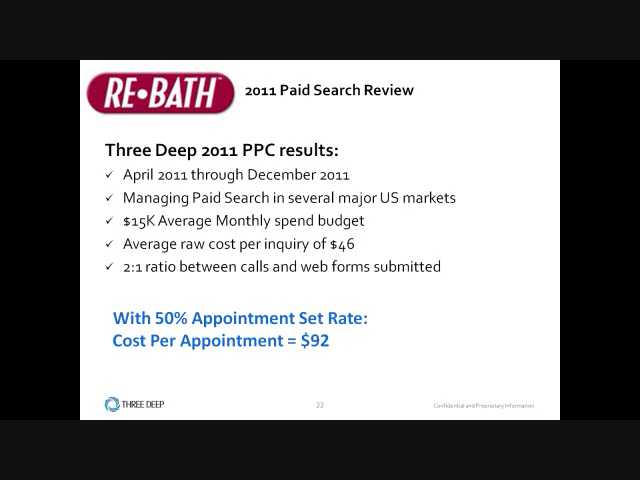 RE•BATH™
2011 Paid Search Review
Three Deep 2011 PPC results:
✓ April 2011 through December 2011
✓ Managing Paid Search in several major US markets
✓ $15K Average Monthly spend budget
✓ Average raw cost per inquiry of $46
✓ 2:1 ratio between calls and web forms submitted
With 50% Appointment Set Rate:
Cost Per Appointment = $92
THREE DEEP
22
Confidential and Proprietary Information